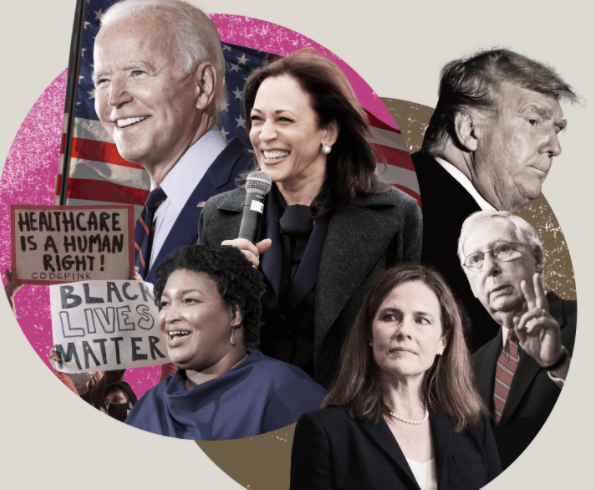 HEALTHCARE
IS A HUMAN
RIGHT!
CODEPINK
BLACK
LIVES
MATTER